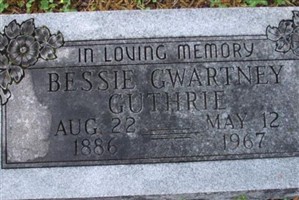 IN LOVING MEMORY
BESSIE GWARTNEY
GUTHRIE
AUG. 22 MAY 12
1886 1967